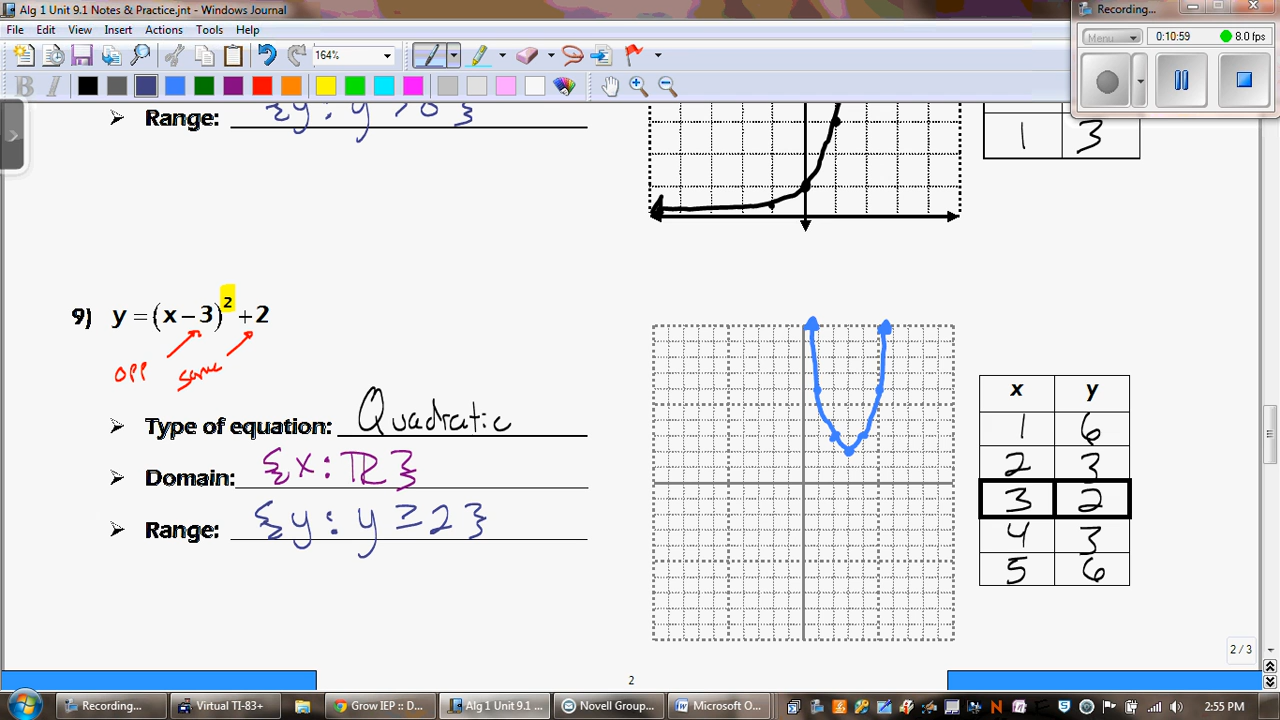 Alg 1 Unit 9.1 Notes & Practice.jnt - Windows Journal
File Edit View Insert Actions Tools Help
164%
Recording...
Menu
0:10:59
8.0 fps
Range: {y: y > 0}
1 3
9) y = (x − 3)² + 2
opp same
Type of equation: Quadratic
Domain: {x: ℝ}
Range: {y: y ≥ 2}
x y
1 6
2 3
3 2
4 3
5 6
2 / 3
2
Recording...
Virtual TI-83+
Grow IEP :: D...
Alg 1 Unit 9.1 ...
Novell Group...
Microsoft O...
2:55 PM